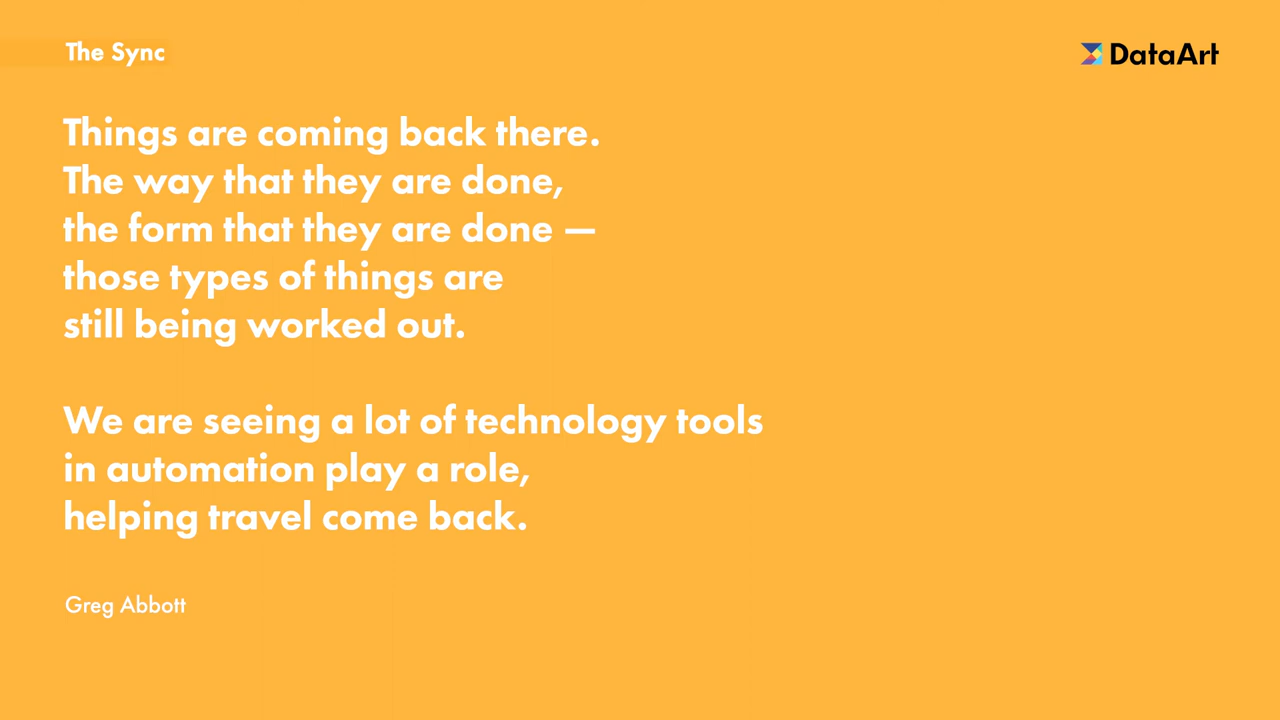 The Sync
DataArt
Things are coming back there.
The way that they are done,
the form that they are done —
those types of things are
still being worked out.
We are seeing a lot of technology tools
in automation play a role,
helping travel come back.
Greg Abbott